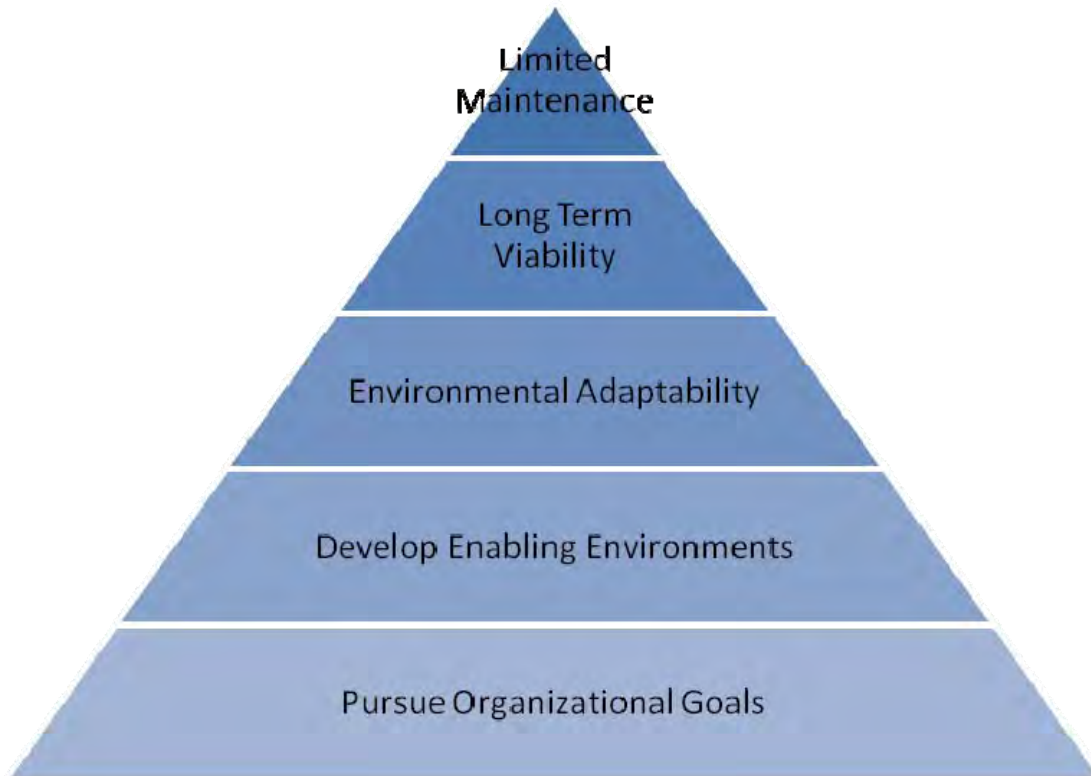 Limited
Maintenance
Long Term
Viability
Environmental Adaptability
Develop Enabling Environments
Pursue Organizational Goals